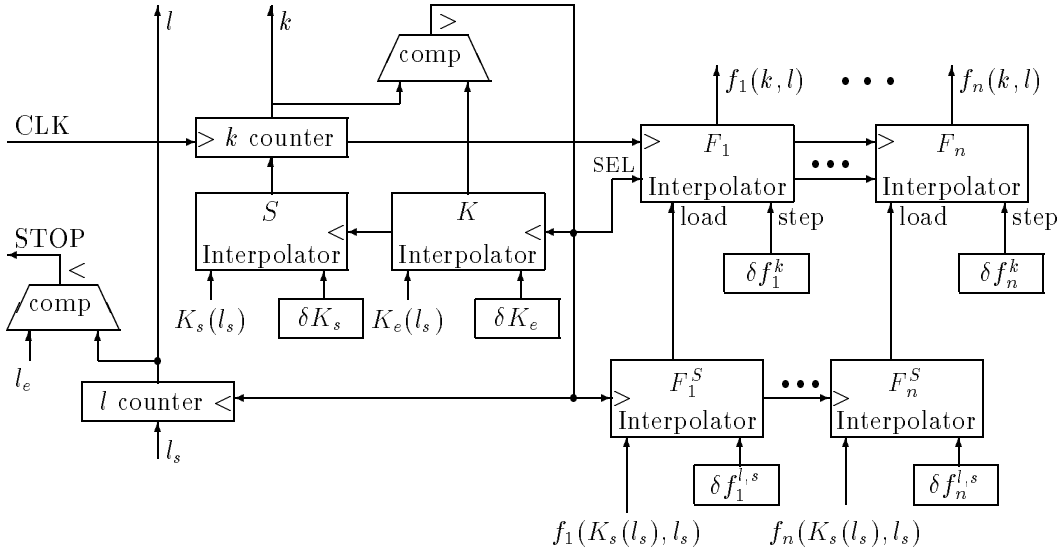 l
k
>
comp
f₁(k, l)
• • •
fₙ(k, l)
CLK
> k counter
> F₁
Interpolator
•••
> Fₙ
Interpolator
SEL
S
< Interpolator
K
< Interpolator
load
step
load
step
STOP
<
comp
δf₁ᵏ
δfₙᵏ
Kₛ(lₛ)
δKₛ
Kₑ(lₛ)
δKₑ
lₑ
l counter <
F₁ˢ
> Interpolator
•••
Fₙˢ
> Interpolator
lₛ
δf₁^{l,s}
δfₙ^{l,s}
f₁(Kₛ(lₛ), lₛ)
fₙ(Kₛ(lₛ), lₛ)